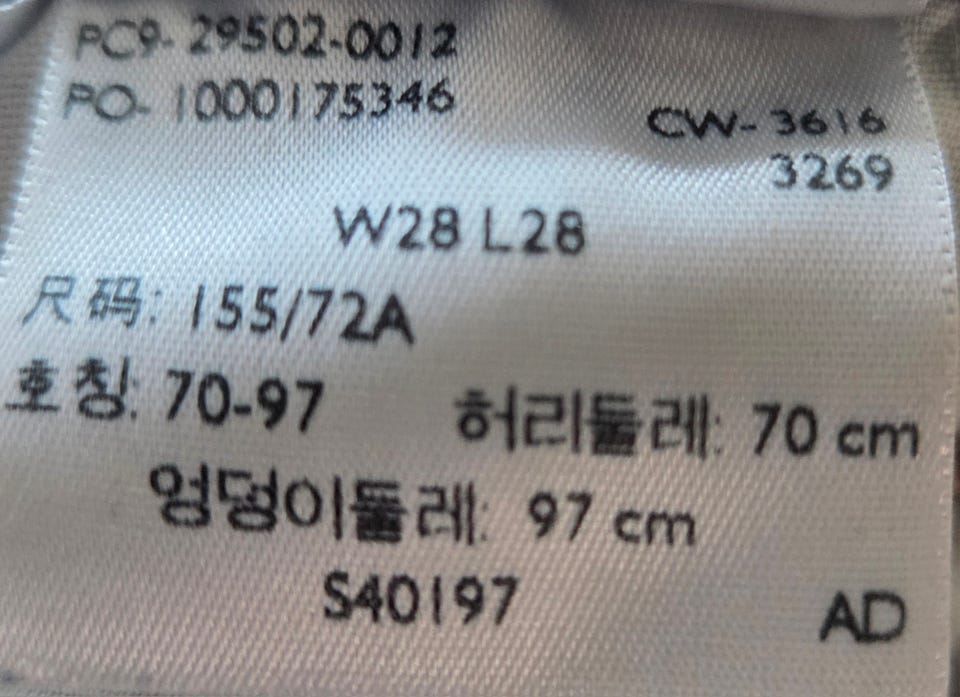 PC9-29502-0012
PO-1000175346
CW-3616
3269
W28 L28
尺码: 155/72A
호칭: 70-97 허리둘레: 70 cm
엉덩이둘레: 97 cm
S40197 AD